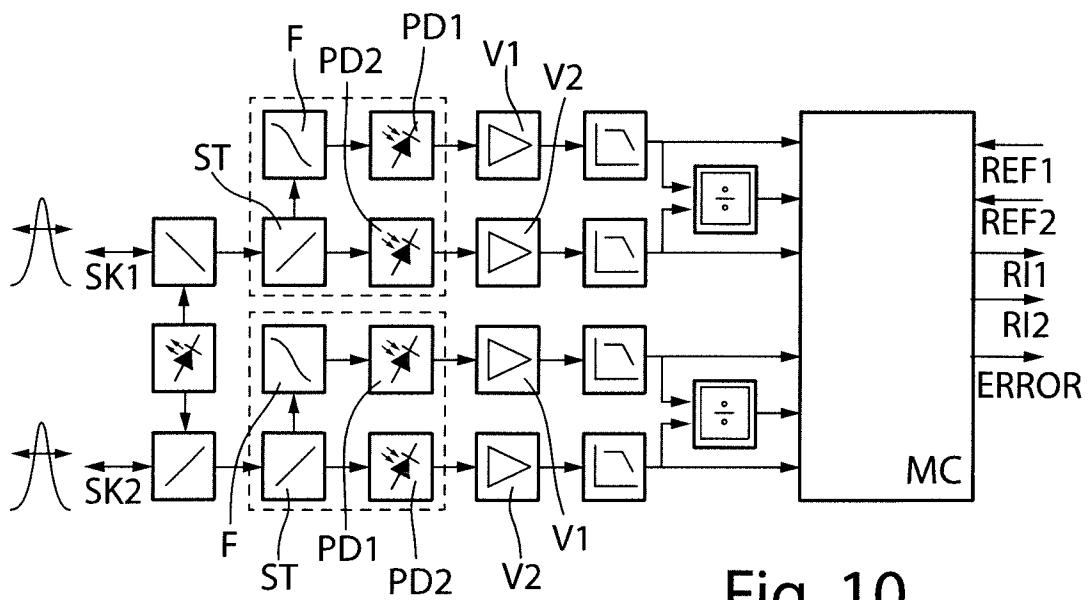 F
PD1
PD2
V1
V2
ST
SK1
REF1
REF2
RI1
RI2
ERROR
SK2
MC
F
ST
PD1
PD2
V1
V2
Fig. 10